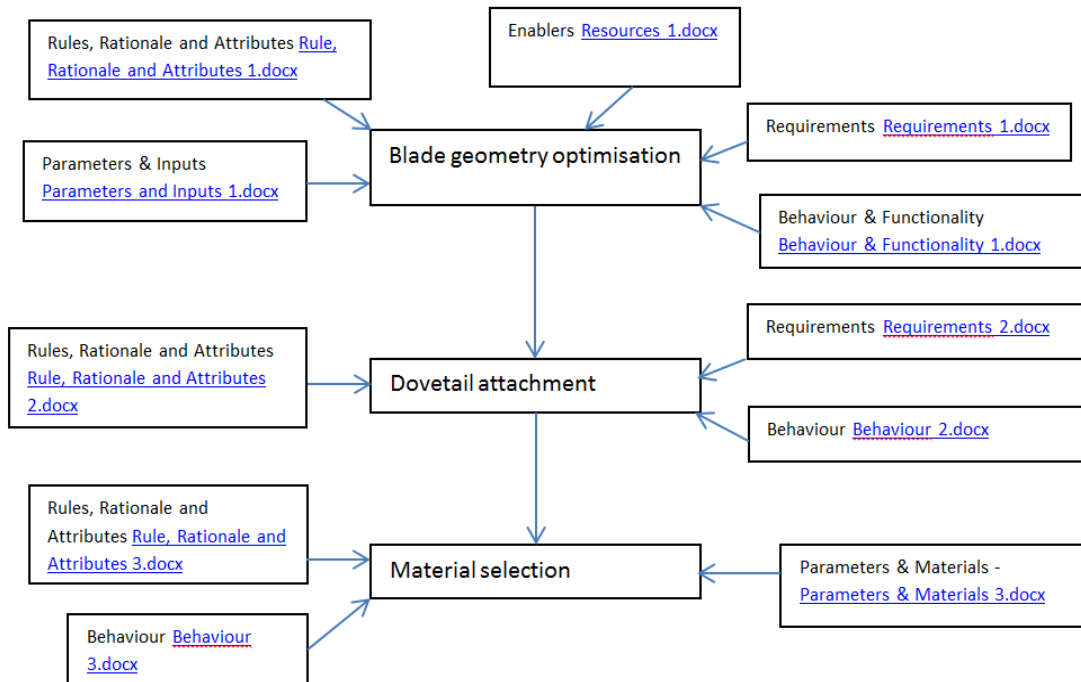 Rules, Rationale and Attributes Rule,
Rationale and Attributes 1.docx
Enablers Resources 1.docx
Requirements Requirements 1.docx
Parameters & Inputs
Parameters and Inputs 1.docx
Blade geometry optimisation
Behaviour & Functionality
Behaviour & Functionality 1.docx
Rules, Rationale and Attributes
Rule, Rationale and Attributes
2.docx
Requirements Requirements 2.docx
Dovetail attachment
Behaviour Behaviour 2.docx
Rules, Rationale and
Attributes Rule, Rationale and
Attributes 3.docx
Material selection
Parameters & Materials -
Parameters & Materials 3.docx
Behaviour Behaviour
3.docx